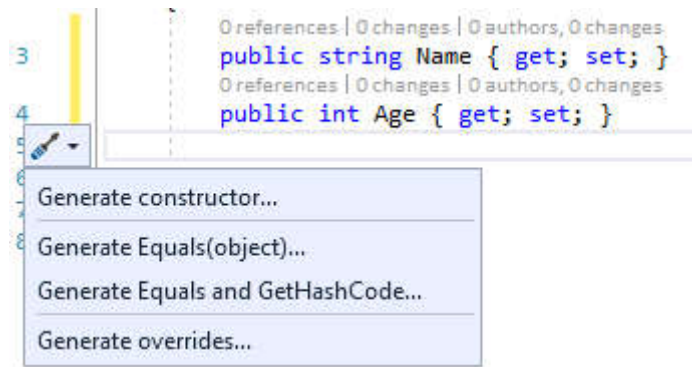 0 references | 0 changes | 0 authors, 0 changes
3 public string Name { get; set; }
0 references | 0 changes | 0 authors, 0 changes
4 public int Age { get; set; }
5
Generate constructor...
Generate Equals(object)...
Generate Equals and GetHashCode...
Generate overrides...